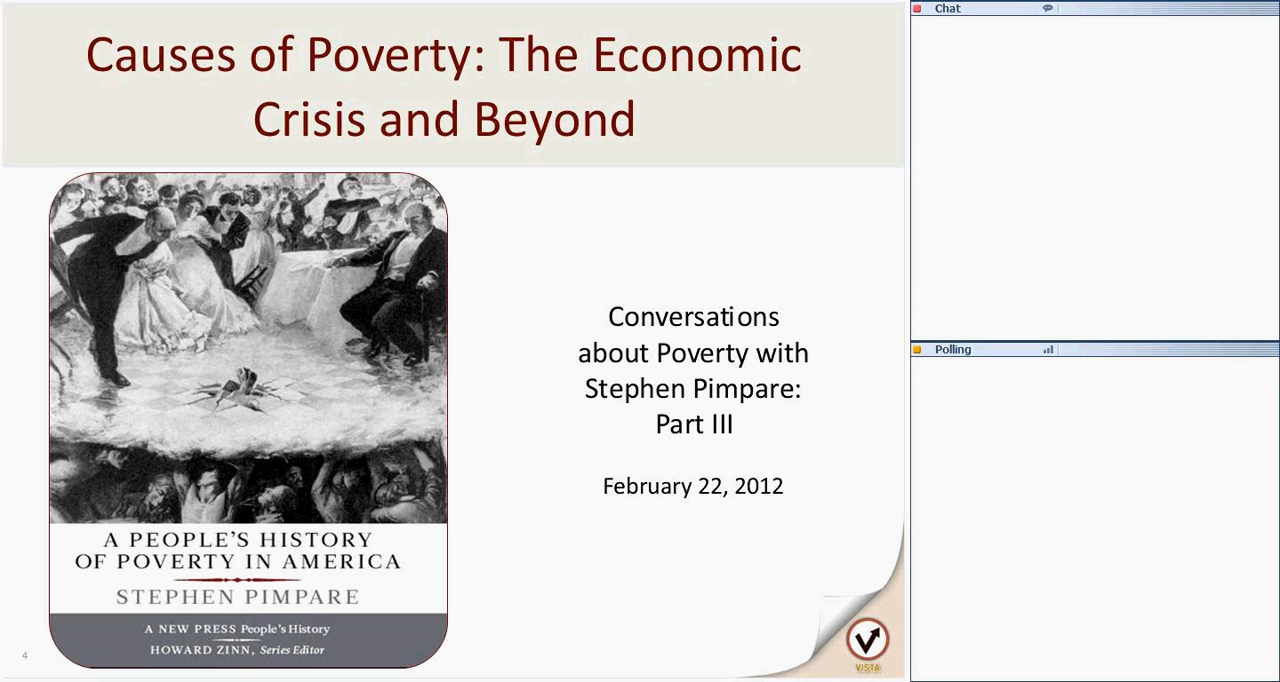 Causes of Poverty: The Economic
Crisis and Beyond
Conversations
about Poverty with
Stephen Pimpare:
Part III
February 22, 2012
A PEOPLE'S HISTORY
OF POVERTY IN AMERICA
STEPHEN PIMPARE
A NEW PRESS People's History
HOWARD ZINN, Series Editor
4
VISTA
Chat
Polling